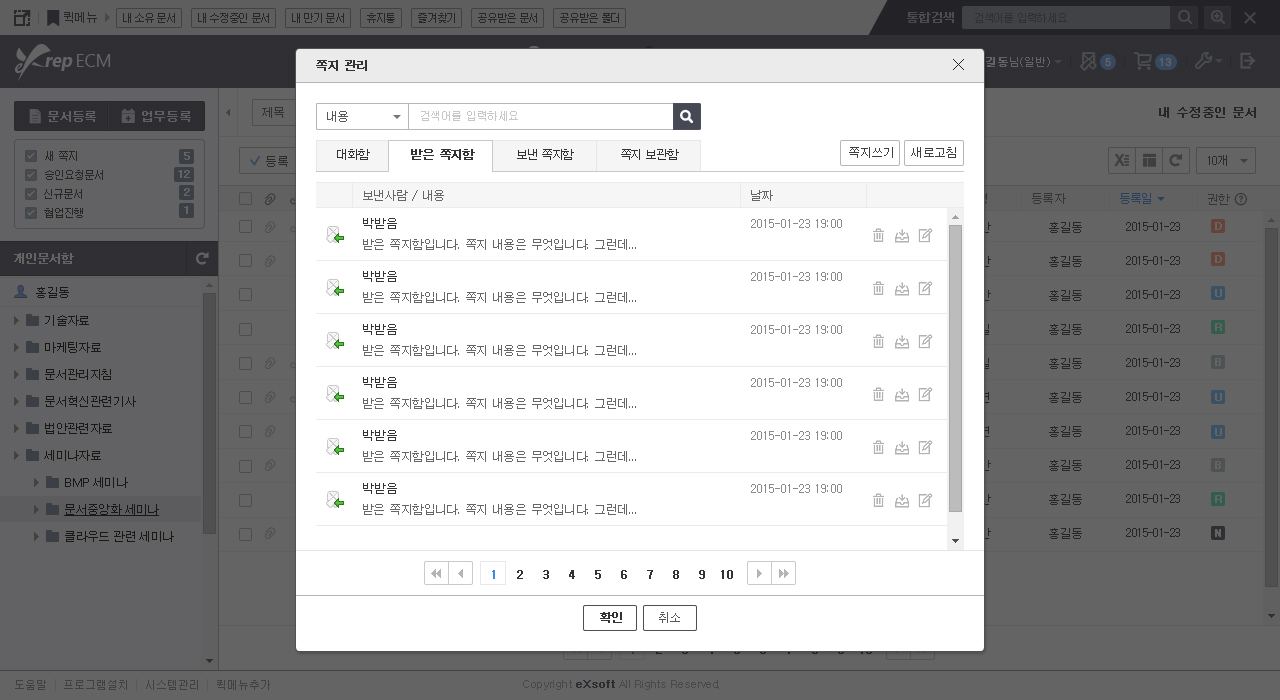 퀵메뉴 내 소유 문서 내 수정중인 문서 내 만기 문서 휴지통 즐겨찾기 공유받은 문서 공유받은 폴더 통합검색 검색어를 입력하세요
eXrep ECM
길동님(일반) 5 13
문서등록 업무등록
제목
내 수정중인 문서
새 쪽지 5
승인요청문서 12
신규문서 2
협업진행 1
등록
10개
등록자 등록일 권한
개인문서함
홍길동
기술자료
마케팅자료
문서관리지침
문서혁신관련기사
법안관련자료
세미나자료
BMP 세미나
문서중앙화 세미나
클라우드 관련 세미나
홍길동 2015-01-23 D
홍길동 2015-01-23 D
홍길동 2015-01-23 U
홍길동 2015-01-23 R
홍길동 2015-01-23 B
홍길동 2015-01-23 U
홍길동 2015-01-23 U
홍길동 2015-01-23 B
홍길동 2015-01-23 R
홍길동 2015-01-23 N
쪽지 관리
내용 검색어를 입력하세요
대화함 받은 쪽지함 보낸 쪽지함 쪽지 보관함 쪽지쓰기 새로고침
보낸사람 / 내용 날짜
박받음 2015-01-23 19:00
받은 쪽지함입니다. 쪽지 내용은 무엇입니다. 그런데...
박받음 2015-01-23 19:00
받은 쪽지함입니다. 쪽지 내용은 무엇입니다. 그런데...
박받음 2015-01-23 19:00
받은 쪽지함입니다. 쪽지 내용은 무엇입니다. 그런데...
박받음 2015-01-23 19:00
받은 쪽지함입니다. 쪽지 내용은 무엇입니다. 그런데...
박받음 2015-01-23 19:00
받은 쪽지함입니다. 쪽지 내용은 무엇입니다. 그런데...
박받음 2015-01-23 19:00
받은 쪽지함입니다. 쪽지 내용은 무엇입니다. 그런데...
1 2 3 4 5 6 7 8 9 10
확인 취소
도움말 프로그램설치 시스템관리 퀵메뉴추가
Copyright eXsoft All Rights Reserved.